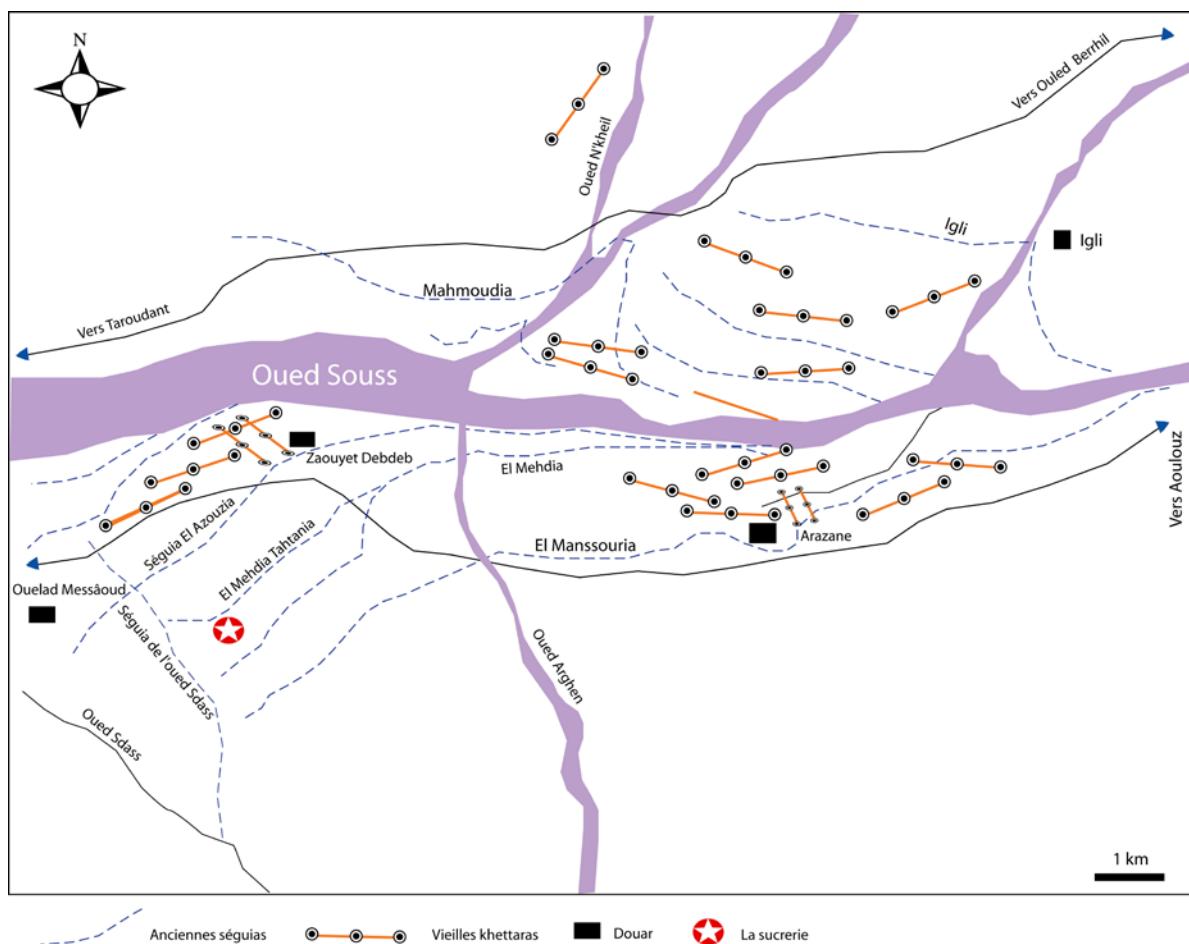 N
Vers Ouled Berrhil
Oued N'kheil
Igli
Igli
Mahmoudia
Vers Taroudant
Oued Souss
Zaouyet Debdeb
El Mehdia
Vers Aoulouz
Séguia El Azouzia
El Manssouria
Arazane
El Mehdia Tahtania
Ouelad Messâoud
Séguia de l'oued Sdass
Oued Arghen
Oued Sdass
1 km
Anciennes séguias
Vieilles khettaras
Douar
La sucrerie